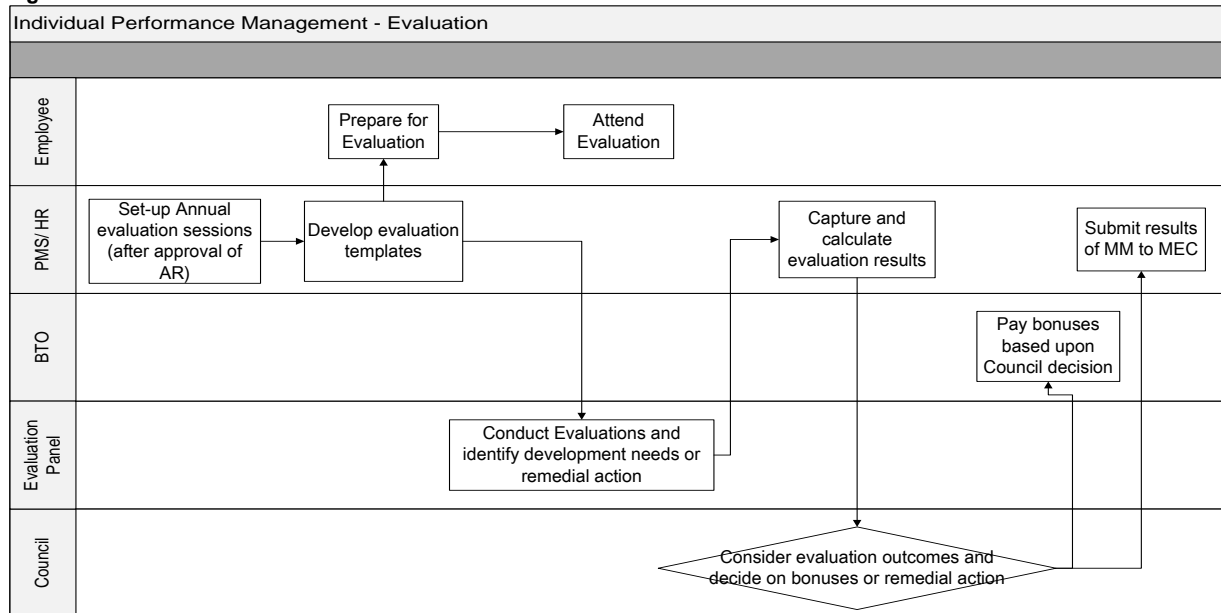 Individual Performance Management - Evaluation
Employee
Prepare for
Evaluation
Attend
Evaluation
PMS/ HR
Set-up Annual
evaluation sessions
(after approval of
AR)
Develop evaluation
templates
Capture and
calculate
evaluation results
Submit results
of MM to MEC
BTO
Pay bonuses
based upon
Council decision
Evaluation
Panel
Conduct Evaluations and
identify development needs or
remedial action
Council
Consider evaluation outcomes and
decide on bonuses or remedial action